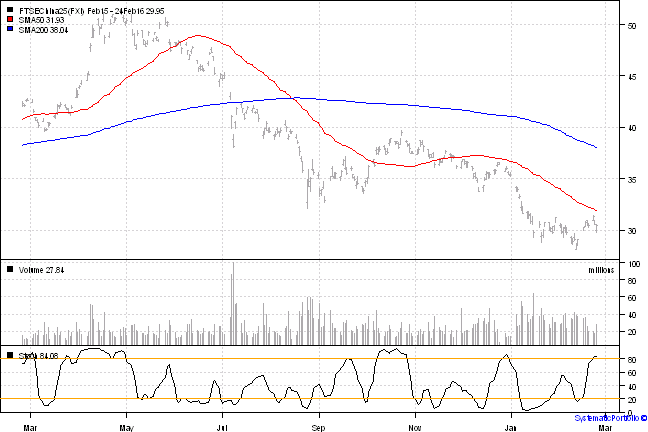 FTSEChina25(FXI) Feb15 - 24Feb16 29.95
SMA50 31.93
SMA200 38.04
50
45
40
35
30
Volume 27.84
millions
100
80
60
40
20
Stoch 84.08
80
60
40
20
0
Mar May Jul Sep Nov Jan Mar
SystematicPortfolio ©